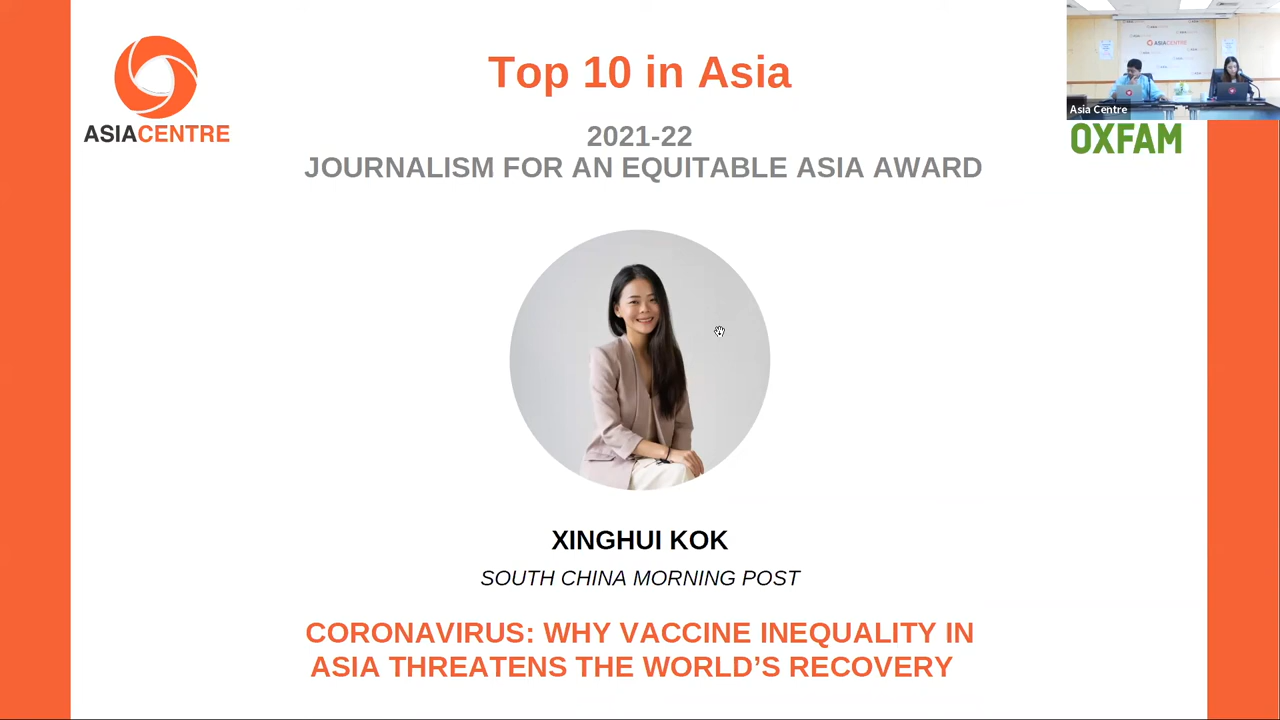 Top 10 in Asia
ASIACENTRE
Asia Centre
OXFAM
2021-22
JOURNALISM FOR AN EQUITABLE ASIA AWARD
ASIACENTRE
XINGHUI KOK
SOUTH CHINA MORNING POST
CORONAVIRUS: WHY VACCINE INEQUALITY IN
ASIA THREATENS THE WORLD'S RECOVERY